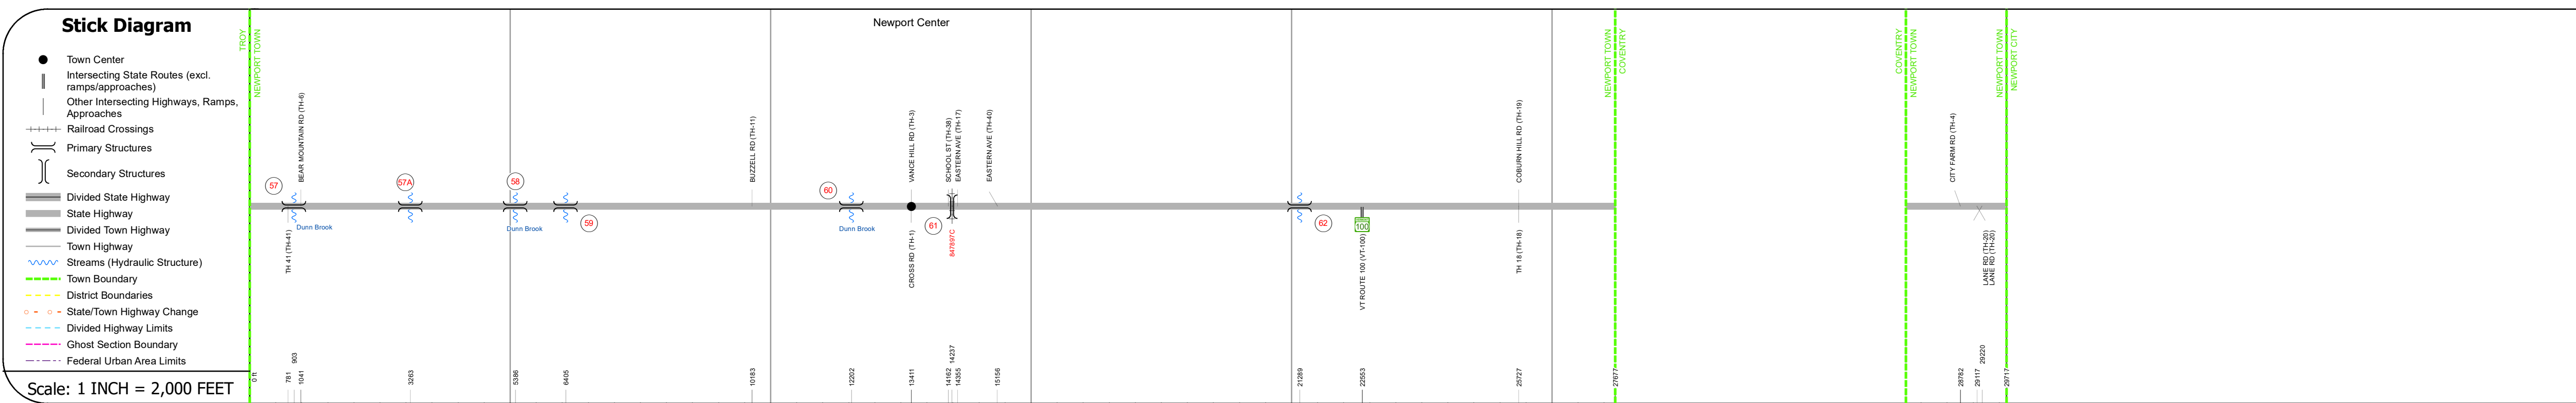 Stick Diagram
Town Center
Intersecting State Routes (excl.
ramps/approaches)
Other Intersecting Highways, Ramps,
Approaches
Railroad Crossings
Primary Structures
Secondary Structures
Divided State Highway
State Highway
Divided Town Highway
Town Highway
Streams (Hydraulic Structure)
Town Boundary
District Boundaries
State/Town Highway Change
Divided Highway Limits
Ghost Section Boundary
Federal Urban Area Limits
Scale: 1 INCH = 2,000 FEET
Newport Center
TROY
NEWPORT TOWN
57
TH 41 (TH-41)
BEAR MOUNTAIN RD (TH-6)
Dunn Brook
57A
58
Dunn Brook
59
BUZZELL RD (TH-11)
60
Dunn Brook
VANCE HILL RD (TH-3)
CROSS RD (TH-1)
61
SCHOOL ST (TH-38)
847897C
EASTERN AVE (TH-17)
EASTERN AVE (TH-40)
62
100
VT ROUTE 100 (VT-100)
COBURN HILL RD (TH-19)
TH 18 (TH-18)
NEWPORT TOWN
COVENTRY
COVENTRY
NEWPORT TOWN
CITY FARM RD (TH-4)
LANE RD (TH-20)
LANE RD (TH-20)
NEWPORT TOWN
NEWPORT CITY
0 ft
781
903
1041
3263
5386
6405
10183
12202
13411
14162
14237
14355
15156
21289
22553
25727
27677
28782
29117
29220
29717